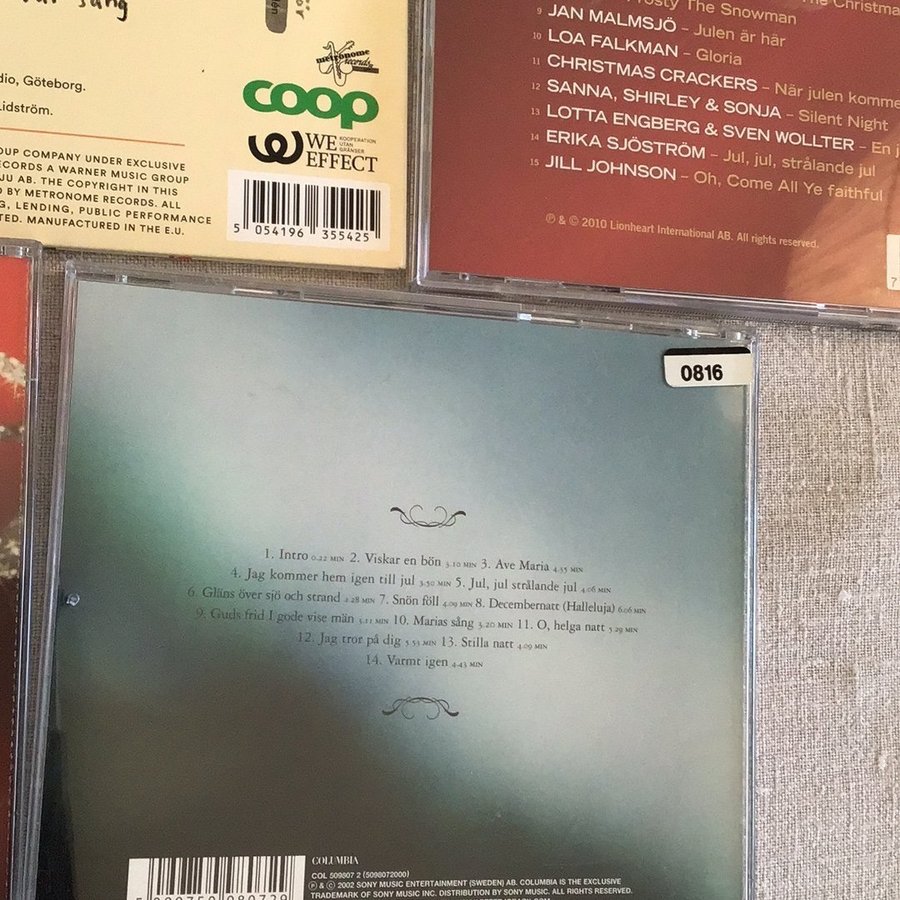 sång
dio, Göteborg.
Lidström.
metronome
records
coop
WE
EFFECT
KOOPERATION
UTAN
GRÄNSER
OUP COMPANY UNDER EXCLUSIVE
RECORDS A WARNER MUSIC GROUP
JU AB. THE COPYRIGHT IN THIS
D BY METRONOME RECORDS. ALL
G, LENDING, PUBLIC PERFORMANCE
TED. MANUFACTURED IN THE E.U.
5 054196 355425
The Christma
Frosty The Snowman
9 JAN MALMSJÖ – Julen är här
10 LOA FALKMAN – Gloria
11 CHRISTMAS CRACKERS – När julen komme
12 SANNA, SHIRLEY & SONJA – Silent Night
13 LOTTA ENGBERG & SVEN WOLLTER – En j
14 ERIKA SJÖSTRÖM – Jul, jul, strålande jul
15 JILL JOHNSON – Oh, Come All Ye faithful
℗ & © 2010 Lionheart International AB. All rights reserved.
7
0816
1. Intro 0.22 MIN 2. Viskar en bön 3.10 MIN 3. Ave Maria 4.35 MIN
4. Jag kommer hem igen till jul 3.50 MIN 5. Jul, jul strålande jul 4.06 MIN
6. Gläns över sjö och strand 2.28 MIN 7. Snön föll 4.09 MIN 8. Decembernatt (Halleluja) 6.06 MIN
9. Guds frid I gode vise män 3.11 MIN 10. Marias sång 3.20 MIN 11. O, helga natt 5.29 MIN
12. Jag tror på dig 5.53 MIN 13. Stilla natt 4.09 MIN
14. Varmt igen 4.43 MIN
COLUMBIA
COL 509807 2 (5098072000)
℗ & © 2002 SONY MUSIC ENTERTAINMENT (SWEDEN) AB. COLUMBIA IS THE EXCLUSIVE
TRADEMARK OF SONY MUSIC INC. DISTRIBUTION BY SONY MUSIC. ALL RIGHTS RESERVED.